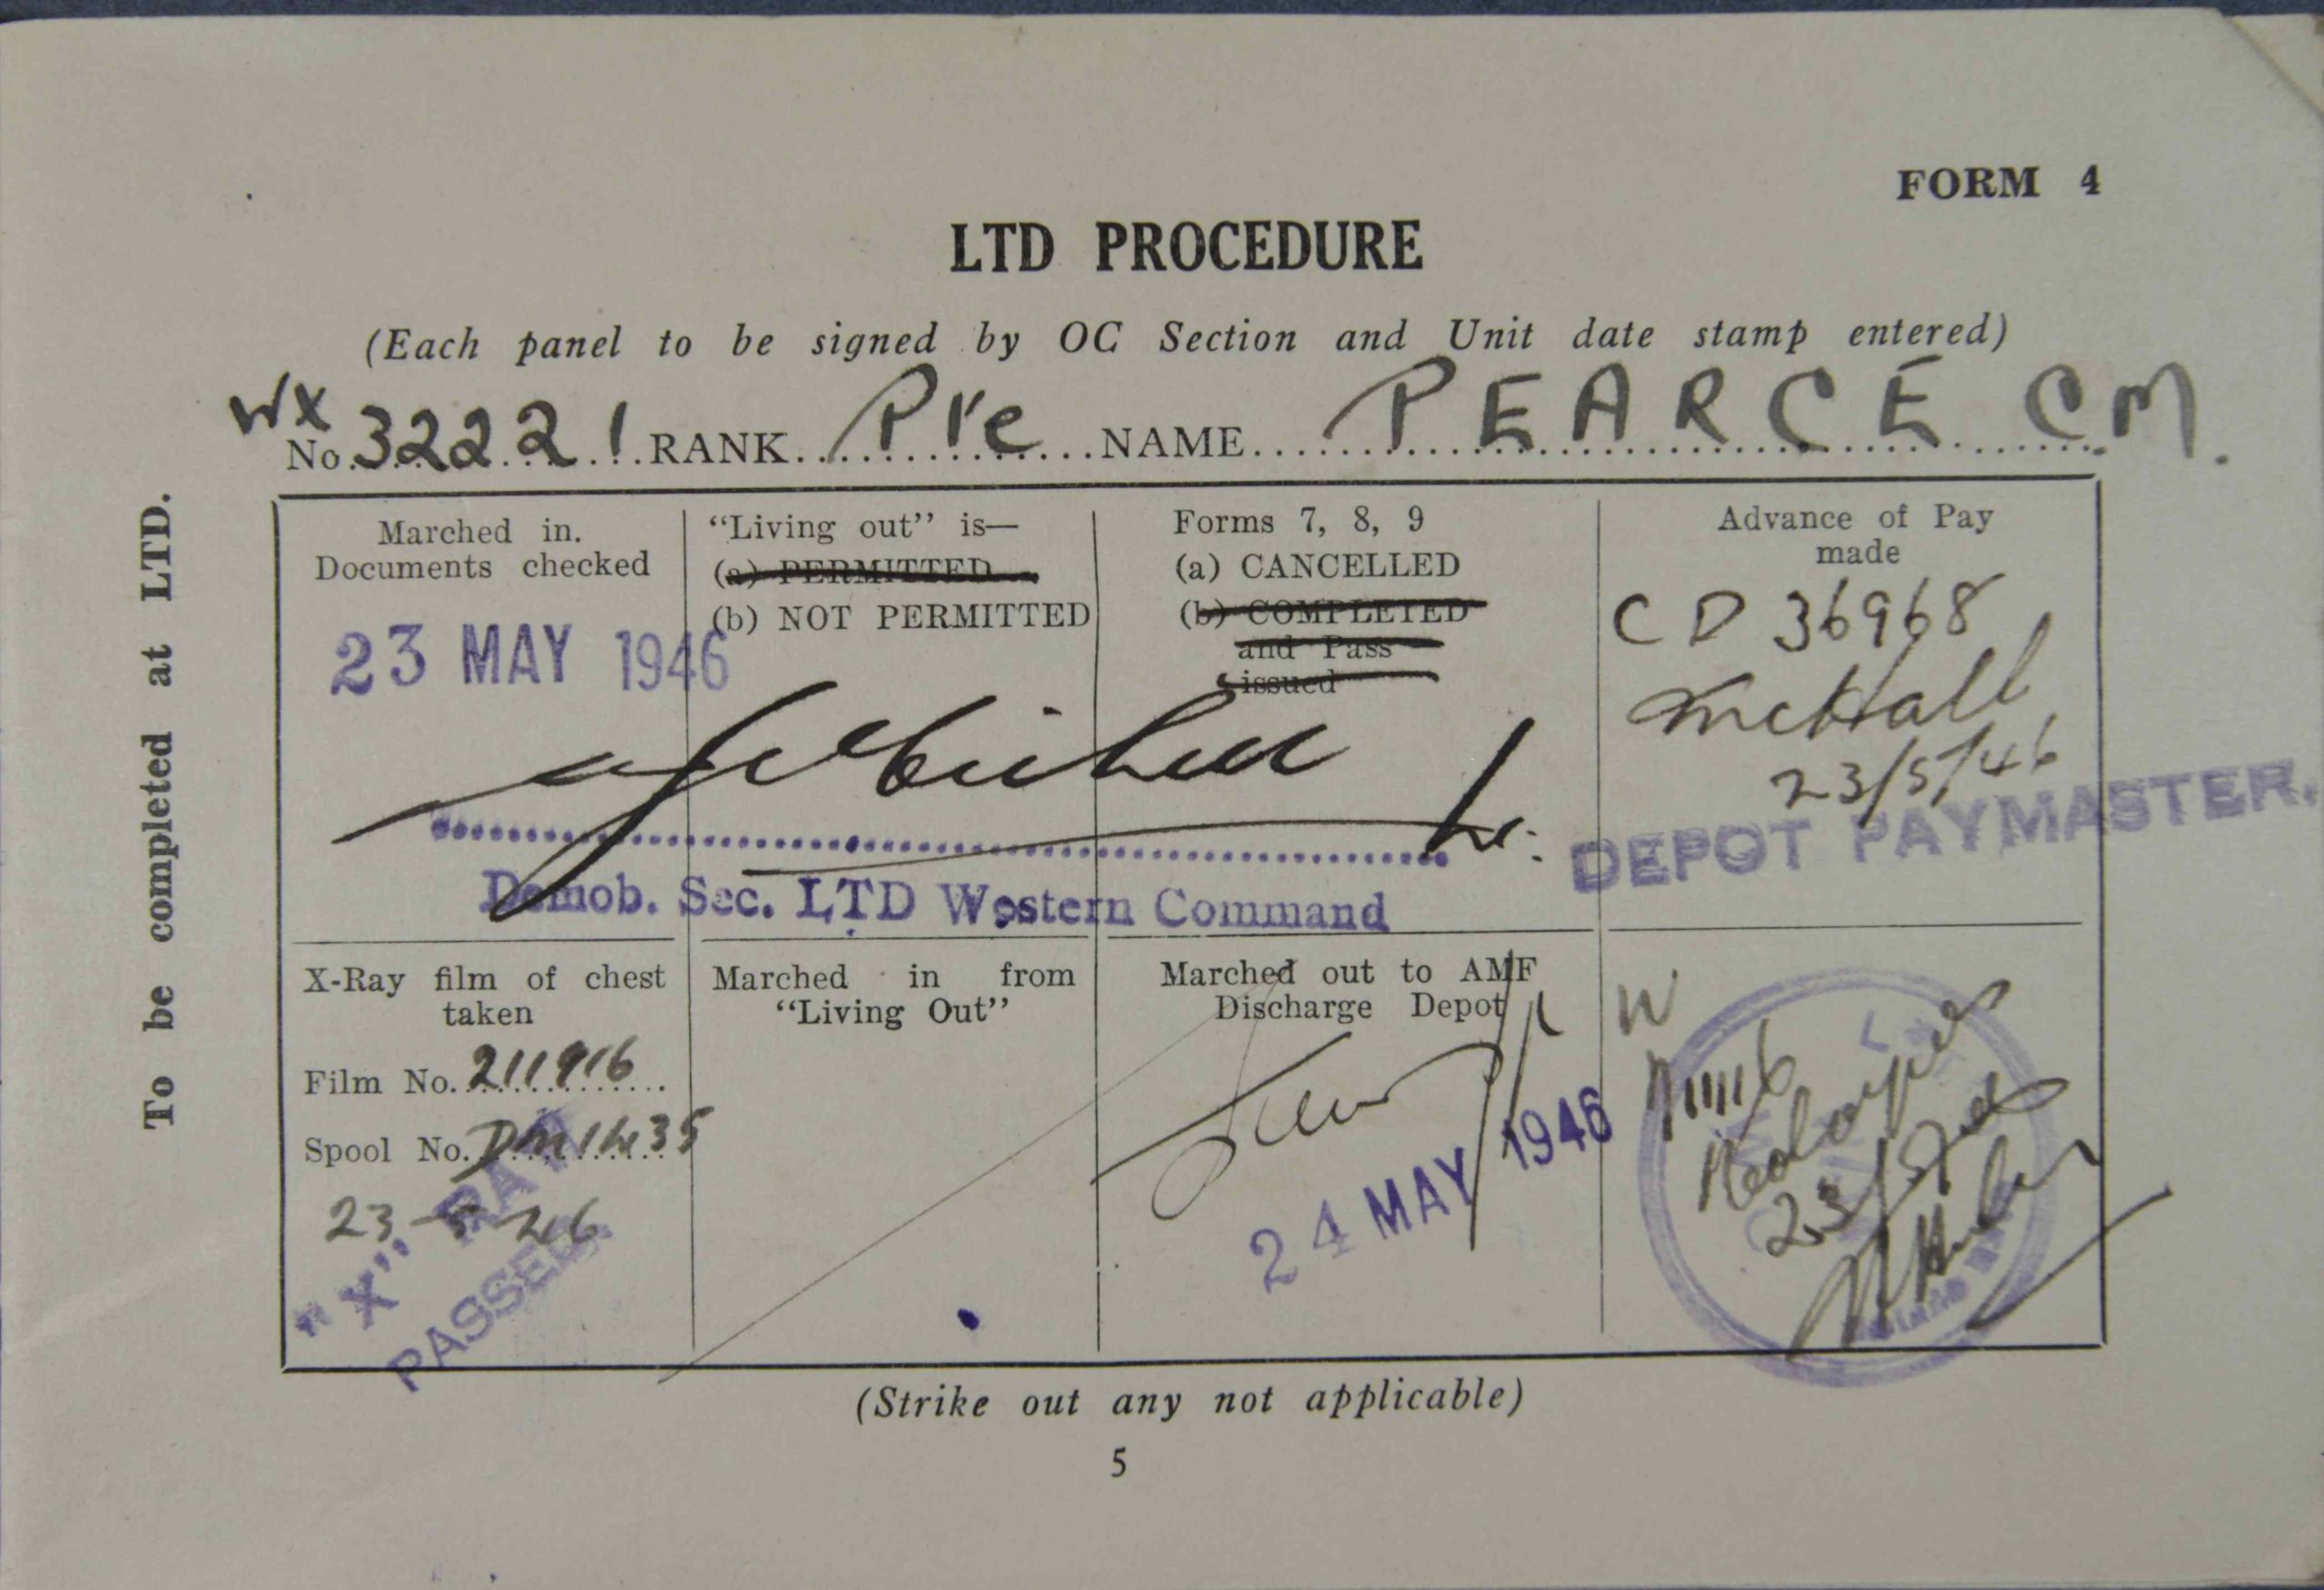 FORM 4
LTD PROCEDURE
(Each panel to be signed by OC Section and Unit date stamp entered)
WX
No. 32221 RANK Pte NAME PEARCE CM.
To be completed at LTD.
Marched in.
Documents checked
23 MAY 1946
"Living out" is—
(a) PERMITTED
(b) NOT PERMITTED
Forms 7, 8, 9
(a) CANCELLED
(b) COMPLETED
and Pass
issued
Lt.
Demob. Sec. LTD Western Command
Advance of Pay
made
CD 36968
23/5/46
DEPOT PAYMASTER.
X-Ray film of chest
taken
Film No. 211916
Spool No. DM1435
23-5-46
"X" RAY
PASSED.
Marched in from
"Living Out"
Marched out to AMF
Discharge Depot
24 MAY 1946
W
23/5/
(Strike out any not applicable)
5